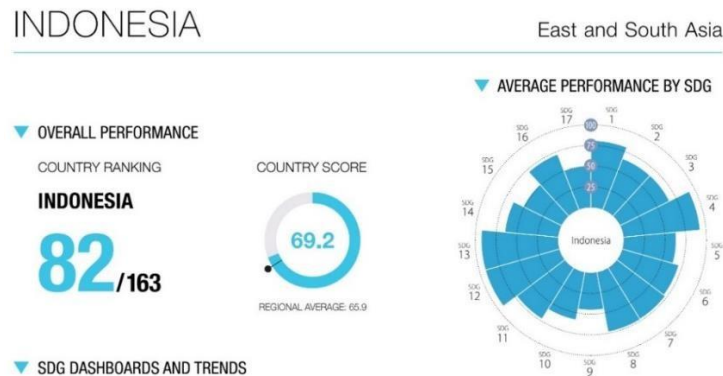 INDONESIA
East and South Asia
▼ OVERALL PERFORMANCE
COUNTRY RANKING
INDONESIA
82/163
COUNTRY SCORE
69.2
REGIONAL AVERAGE: 65.9
▼ AVERAGE PERFORMANCE BY SDG
SDG 1
SDG 2
SDG 3
SDG 4
SDG 5
SDG 6
SDG 7
SDG 8
SDG 9
SDG 10
SDG 11
SDG 12
SDG 13
SDG 14
SDG 15
SDG 16
SDG 17
100
75
50
25
Indonesia
▼ SDG DASHBOARDS AND TRENDS